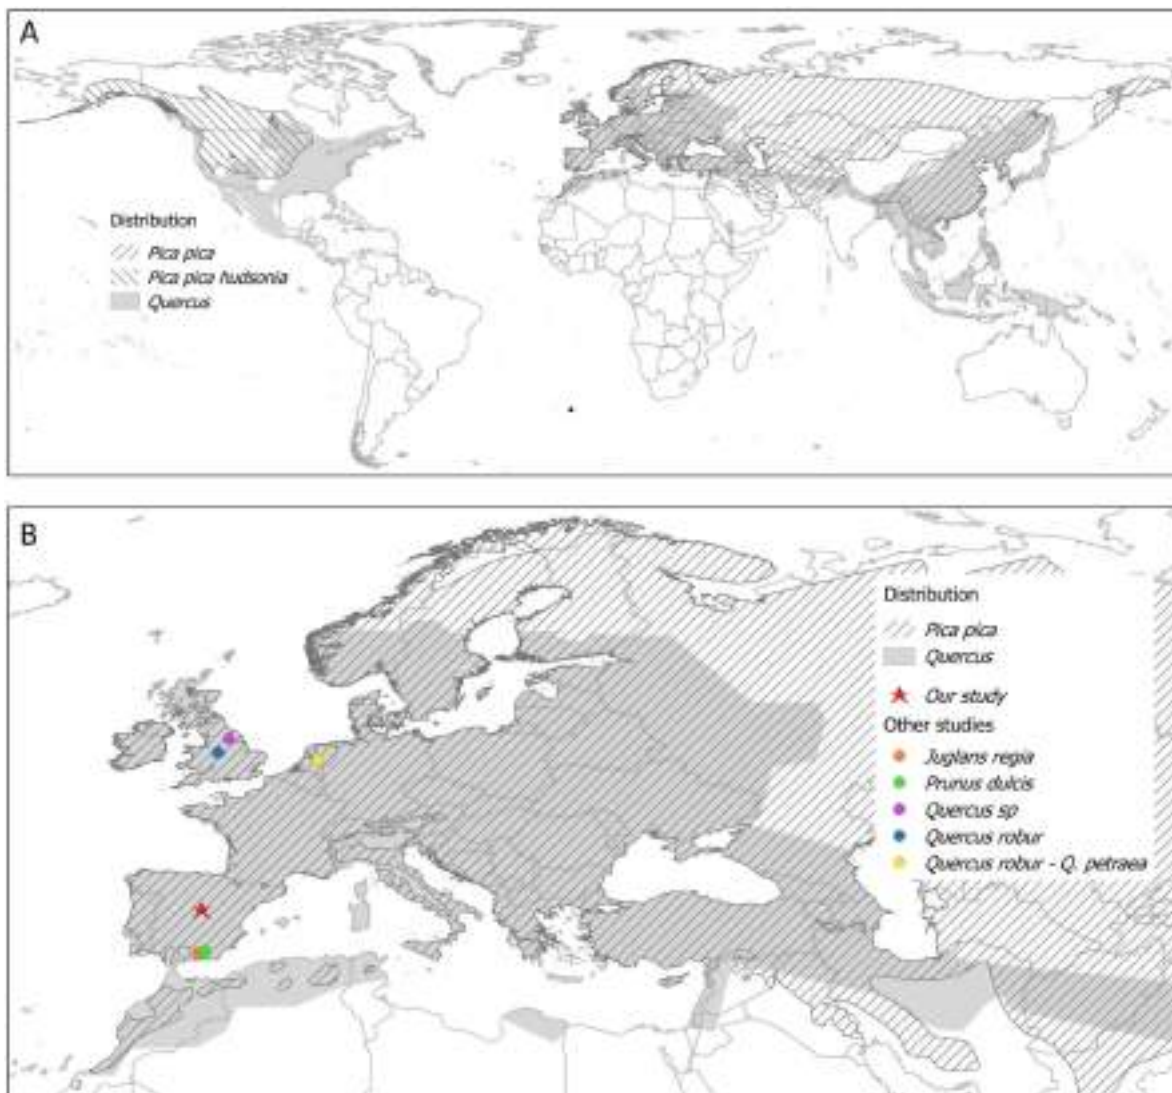 A
Distribution
Pica pica
Pica pica hudsonia
Quercus
B
Distribution
Pica pica
Quercus
Our study
Other studies
Juglans regia
Prunus dulcis
Quercus sp
Quercus robur
Quercus robur - Q. petraea